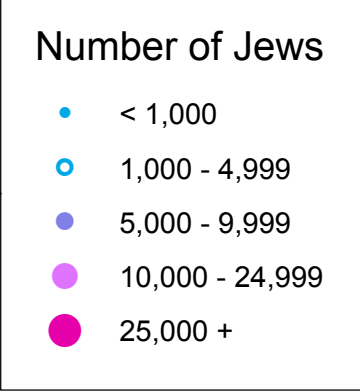 Number of Jews
< 1,000
1,000 - 4,999
5,000 - 9,999
10,000 - 24,999
25,000 +